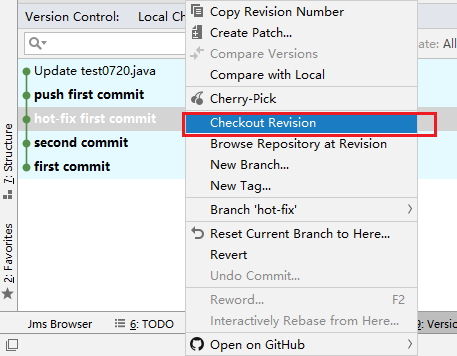 Version Control: Local Cha
Copy Revision Number
Create Patch...
Compare Versions
Compare with Local
Cherry-Pick
Checkout Revision
Browse Repository at Revision
New Branch...
New Tag...
Branch 'hot-fix'
Reset Current Branch to Here...
Revert
Undo Commit...
Reword... F2
Interactively Rebase from Here...
Open on GitHub
ate: All
Update test0720.java
push first commit
hot-fix first commit
second commit
first commit
7: Structure
2: Favorites
Jms Browser
6: TODO
9: Versio